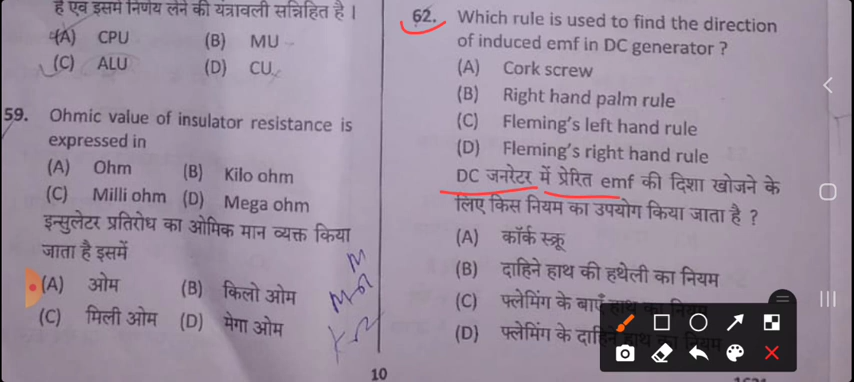 है एवं इसमें निर्णय लेने की यंत्रावली सन्निहित है ।
(A) CPU (B) MU
(C) ALU (D) CU
59. Ohmic value of insulator resistance is
expressed in
(A) Ohm (B) Kilo ohm
(C) Milli ohm (D) Mega ohm
इन्सुलेटर प्रतिरोध का ओमिक मान व्यक्त किया
जाता है इसमें
(A) ओम (B) किलो ओम
(C) मिली ओम (D) मेगा ओम
62. Which rule is used to find the direction
of induced emf in DC generator ?
(A) Cork screw
(B) Right hand palm rule
(C) Fleming's left hand rule
(D) Fleming's right hand rule
DC जनरेटर में प्रेरित emf की दिशा खोजने के
लिए किस नियम का उपयोग किया जाता है ?
(A) कॉर्क स्क्रू
(B) दाहिने हाथ की हथेली का नियम
(C) फ्लेमिंग के बाएँ हाथ का नियम
(D) फ्लेमिंग के दाहिने हाथ का नियम
10